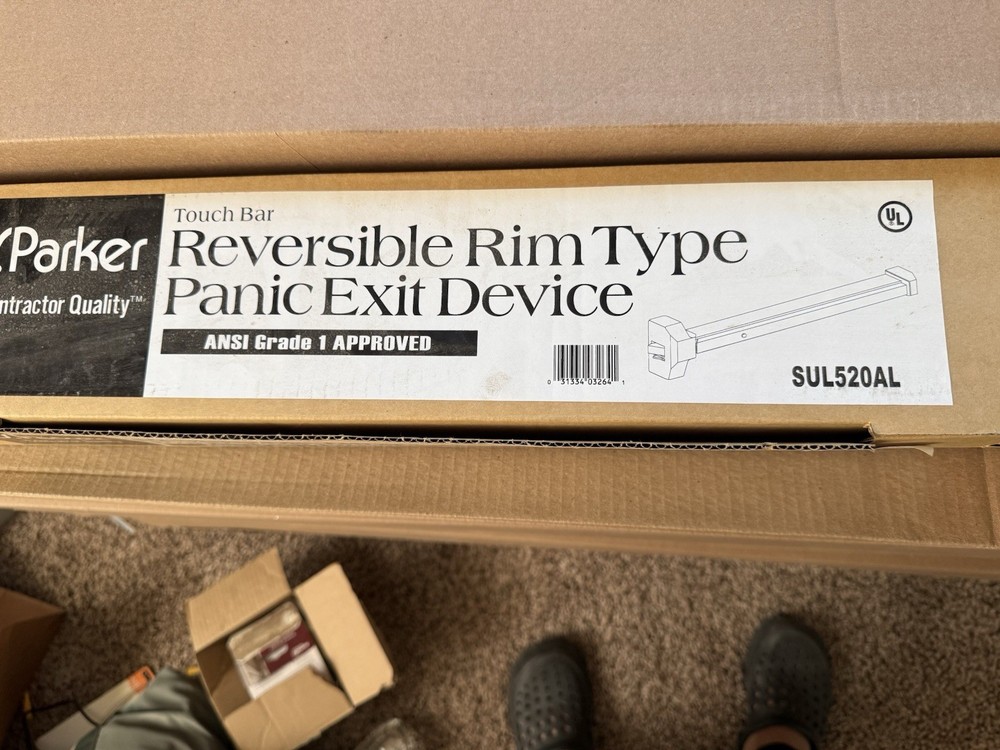 Parker
ntractor Quality™
Touch Bar
Reversible Rim Type
Panic Exit Device
ANSI Grade 1 APPROVED
0 31334 03264 1
SUL520AL
UL